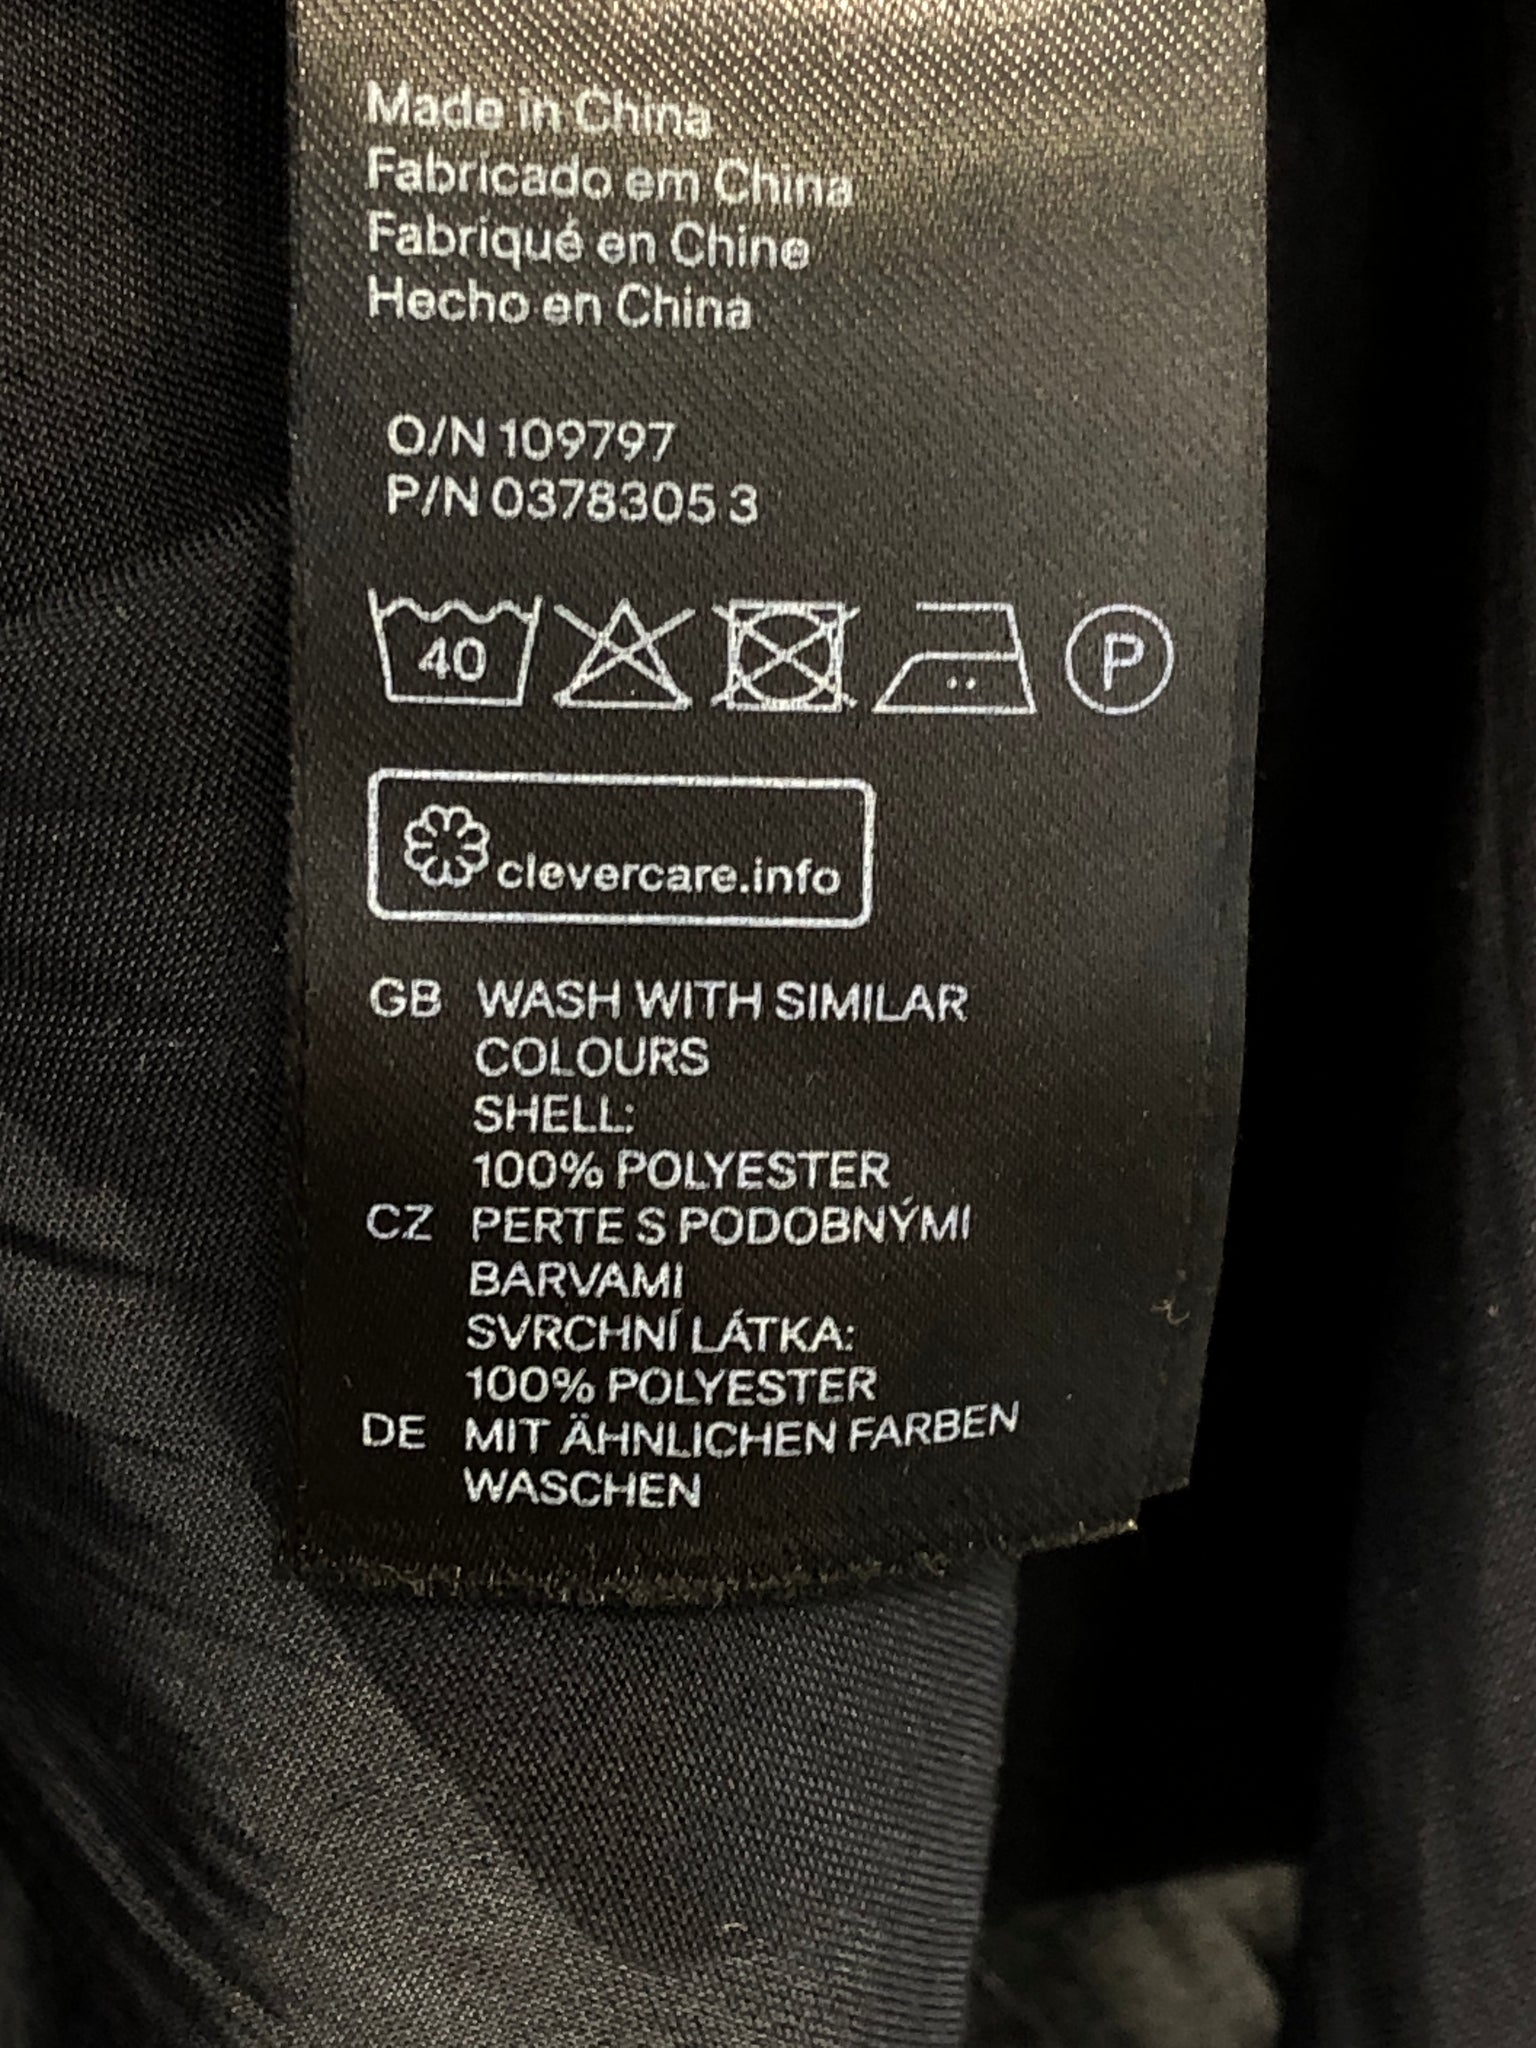 Made in China
Fabricado em China
Fabriqué en Chine
Hecho en China
O/N 109797
P/N 0378305 3
40
P
clevercare.info
GB WASH WITH SIMILAR
COLOURS
SHELL:
100% POLYESTER
CZ PERTE S PODOBNÝMI
BARVAMI
SVRCHNÍ LÁTKA:
100% POLYESTER
DE MIT ÄHNLICHEN FARBEN
WASCHEN